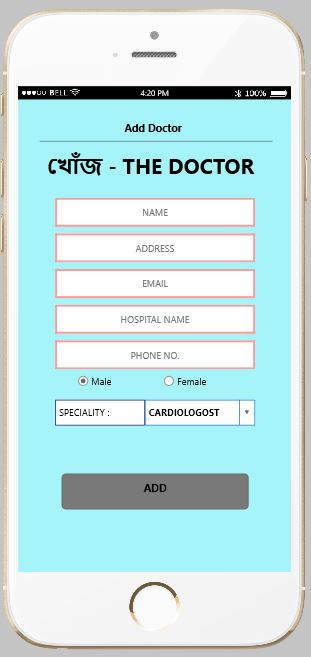 BELL 4:20 PM 100%
Add Doctor
খোঁজ - THE DOCTOR
NAME
ADDRESS
EMAIL
HOSPITAL NAME
PHONE NO.
Male Female
SPECIALITY : CARDIOLOGOST
ADD